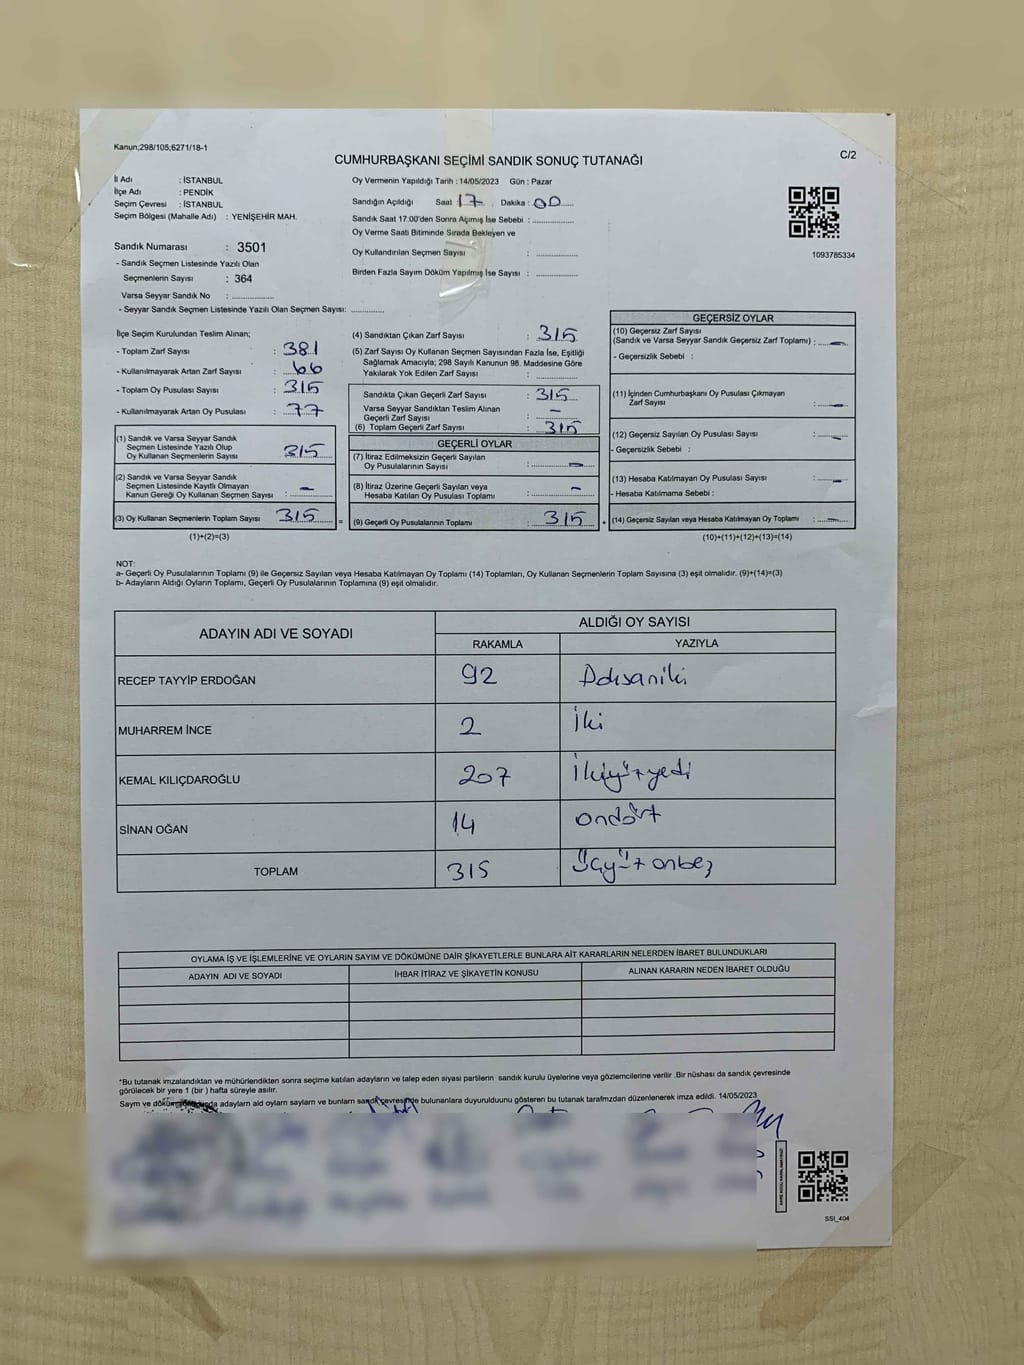 Kanun;298/105;6271/18-1
CUMHURBAŞKANI SEÇİMİ SANDIK SONUÇ TUTANAĞI
C/2
İl Adı : İSTANBUL
İlçe Adı : PENDİK
Seçim Çevresi : İSTANBUL
Seçim Bölgesi (Mahalle Adı) : YENİŞEHİR MAH.
Sandık Numarası : 3501
- Sandık Seçmen Listesinde Yazılı Olan
Seçmenlerin Sayısı : 364
Varsa Seyyar Sandık No : ..............
- Seyyar Sandık Seçmen Listesinde Yazılı Olan Seçmen Sayısı: ............
Oy Vermenin Yapıldığı Tarih : 14/05/2023 Gün : Pazar
Sandığın Açıldığı Saat 17 Dakika : 00
Sandık Saat 17:00'den Sonra Açımış İse Sebebi : ..............
Oy Verme Saati Bitiminde Sırada Bekleyen ve
Oy Kullandırılan Seçmen Sayısı : ..............
Birden Fazla Sayım Döküm Yapılmış İse Sayısı : ..............
1093785334
İlçe Seçim Kurulundan Teslim Alınan;
- Toplam Zarf Sayısı : 381
- Kullanılmayarak Artan Zarf Sayısı : 66
- Toplam Oy Pusulası Sayısı : 315
- Kullanılmayarak Artan Oy Pusulası : 77
(1) Sandık ve Varsa Seyyar Sandık
Seçmen Listesinde Yazılı Olup
Oy Kullanan Seçmenlerin Sayısı 315
(2) Sandık ve Varsa Seyyar Sandık
Seçmen Listesinde Kayıtlı Olmayan
Kanun Gereği Oy Kullanan Seçmen Sayısı : -
(3) Oy Kullanan Seçmenlerin Toplam Sayısı 315 =
(1)+(2)=(3)
(4) Sandıktan Çıkan Zarf Sayısı : 315
(5) Zarf Sayısı Oy Kullanan Seçmen Sayısından Fazla İse, Eşitliği
Sağlamak Amacıyla; 298 Sayılı Kanunun 98. Maddesine Göre
Yakılarak Yok Edilen Zarf Sayısı : ..............
Sandıkta Çıkan Geçerli Zarf Sayısı : 315
Varsa Seyyar Sandıktan Teslim Alınan
Geçerli Zarf Sayısı : -
(6) Toplam Geçerli Zarf Sayısı : 315
GEÇERLİ OYLAR
(7) İtiraz Edilmeksizin Geçerli Sayılan
Oy Pusulalarının Sayısı : -
(8) İtiraz Üzerine Geçerli Sayılan veya
Hesaba Katılan Oy Pusulası Toplamı : -
(9) Geçerli Oy Pusulalarının Toplamı : 315 +
GEÇERSİZ OYLAR
(10) Geçersiz Zarf Sayısı
(Sandık ve Varsa Seyyar Sandık Geçersiz Zarf Toplamı) : -
- Geçersizlik Sebebi :
(11) İçinden Cumhurbaşkanı Oy Pusulası Çıkmayan
Zarf Sayısı : -
(12) Geçersiz Sayılan Oy Pusulası Sayısı : -
- Geçersizlik Sebebi :
(13) Hesaba Katılmayan Oy Pusulası Sayısı : -
- Hesaba Katılmama Sebebi :
(14) Geçersiz Sayılan veya Hesaba Katılmayan Oy Toplamı : -
(10)+(11)+(12)+(13)=(14)
NOT:
a- Geçerli Oy Pusulalarının Toplamı (9) ile Geçersiz Sayılan veya Hesaba Katılmayan Oy Toplamı (14) Toplamları, Oy Kullanan Seçmenlerin Toplam Sayısına (3) eşit olmalıdır. (9)+(14)=(3)
b- Adayların Aldığı Oyların Toplamı, Geçerli Oy Pusulalarının Toplamına (9) eşit olmalıdır.
ADAYIN ADI VE SOYADI
ALDIĞI OY SAYISI
RAKAMLA YAZIYLA
RECEP TAYYİP ERDOĞAN 92 Doksaniki
MUHARREM İNCE 2 İki
KEMAL KILIÇDAROĞLU 207 İkiyüzyedi
SİNAN OĞAN 14 ondört
TOPLAM 315 Üçyüz onbeş
OYLAMA İŞ VE İŞLEMLERİNE VE OYLARIN SAYIM VE DÖKÜMÜNE DAİR ŞİKAYETLERLE BUNLARA AİT KARARLARIN NELERDEN İBARET BULUNDUKLARI
ADAYIN ADI VE SOYADI İHBAR İTİRAZ VE ŞİKAYETİN KONUSU ALINAN KARARIN NEDEN İBARET OLDUĞU
*Bu tutanak imzalandıktan ve mühürlendikten sonra seçime katılan adayların ve talep eden siyasi partilerin sandık kurulu üyelerine veya gözlemcilerine verilir .Bir nüshası da sandık çevresinde
görülecek bir yere 1 (bir ) hafta süreyle asılır.
Sayım ve adayların ald oyların sayların ve bunların bulunanlara duyurulduunu gösteren bu tutanak tarafmzdan düzenlenerek imza edildi. 14/05/2023
SSI_404